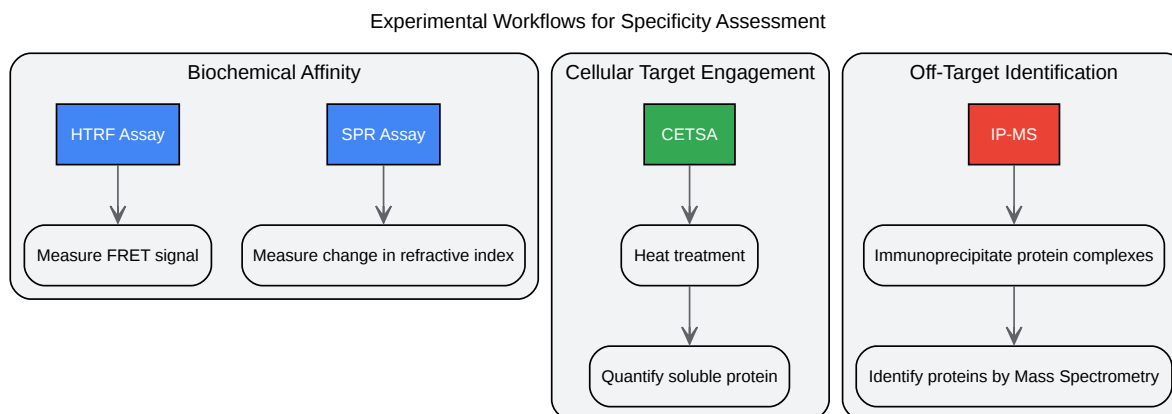 Experimental Workflows for Specificity Assessment
Biochemical Affinity
HTRF Assay
SPR Assay
Measure FRET signal
Measure change in refractive index
Cellular Target Engagement
CETSA
Heat treatment
Quantify soluble protein
Off-Target Identification
IP-MS
Immunoprecipitate protein complexes
Identify proteins by Mass Spectrometry